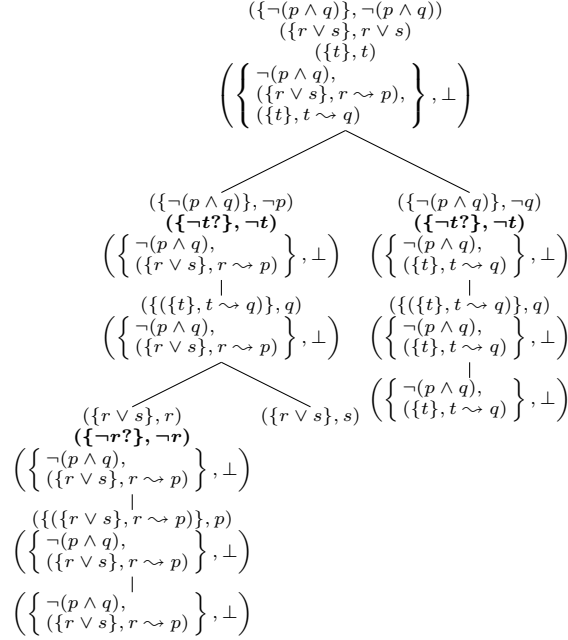 ({¬(p ∧ q)}, ¬(p ∧ q))
({r ∨ s}, r ∨ s)
({t}, t)
({ ¬(p ∧ q),
({r ∨ s}, r ⇝ p),
({t}, t ⇝ q) }, ⊥)
({¬(p ∧ q)}, ¬p)
({¬t?}, ¬t)
({ ¬(p ∧ q),
({r ∨ s}, r ⇝ p) }, ⊥)
({({t}, t ⇝ q)}, q)
({ ¬(p ∧ q),
({r ∨ s}, r ⇝ p) }, ⊥)
({r ∨ s}, r)
({¬r?}, ¬r)
({ ¬(p ∧ q),
({r ∨ s}, r ⇝ p) }, ⊥)
({({r ∨ s}, r ⇝ p)}, p)
({ ¬(p ∧ q),
({r ∨ s}, r ⇝ p) }, ⊥)
({ ¬(p ∧ q),
({r ∨ s}, r ⇝ p) }, ⊥)
({r ∨ s}, s)
({¬(p ∧ q)}, ¬q)
({¬t?}, ¬t)
({ ¬(p ∧ q),
({t}, t ⇝ q) }, ⊥)
({({t}, t ⇝ q)}, q)
({ ¬(p ∧ q),
({t}, t ⇝ q) }, ⊥)
({ ¬(p ∧ q),
({t}, t ⇝ q) }, ⊥)